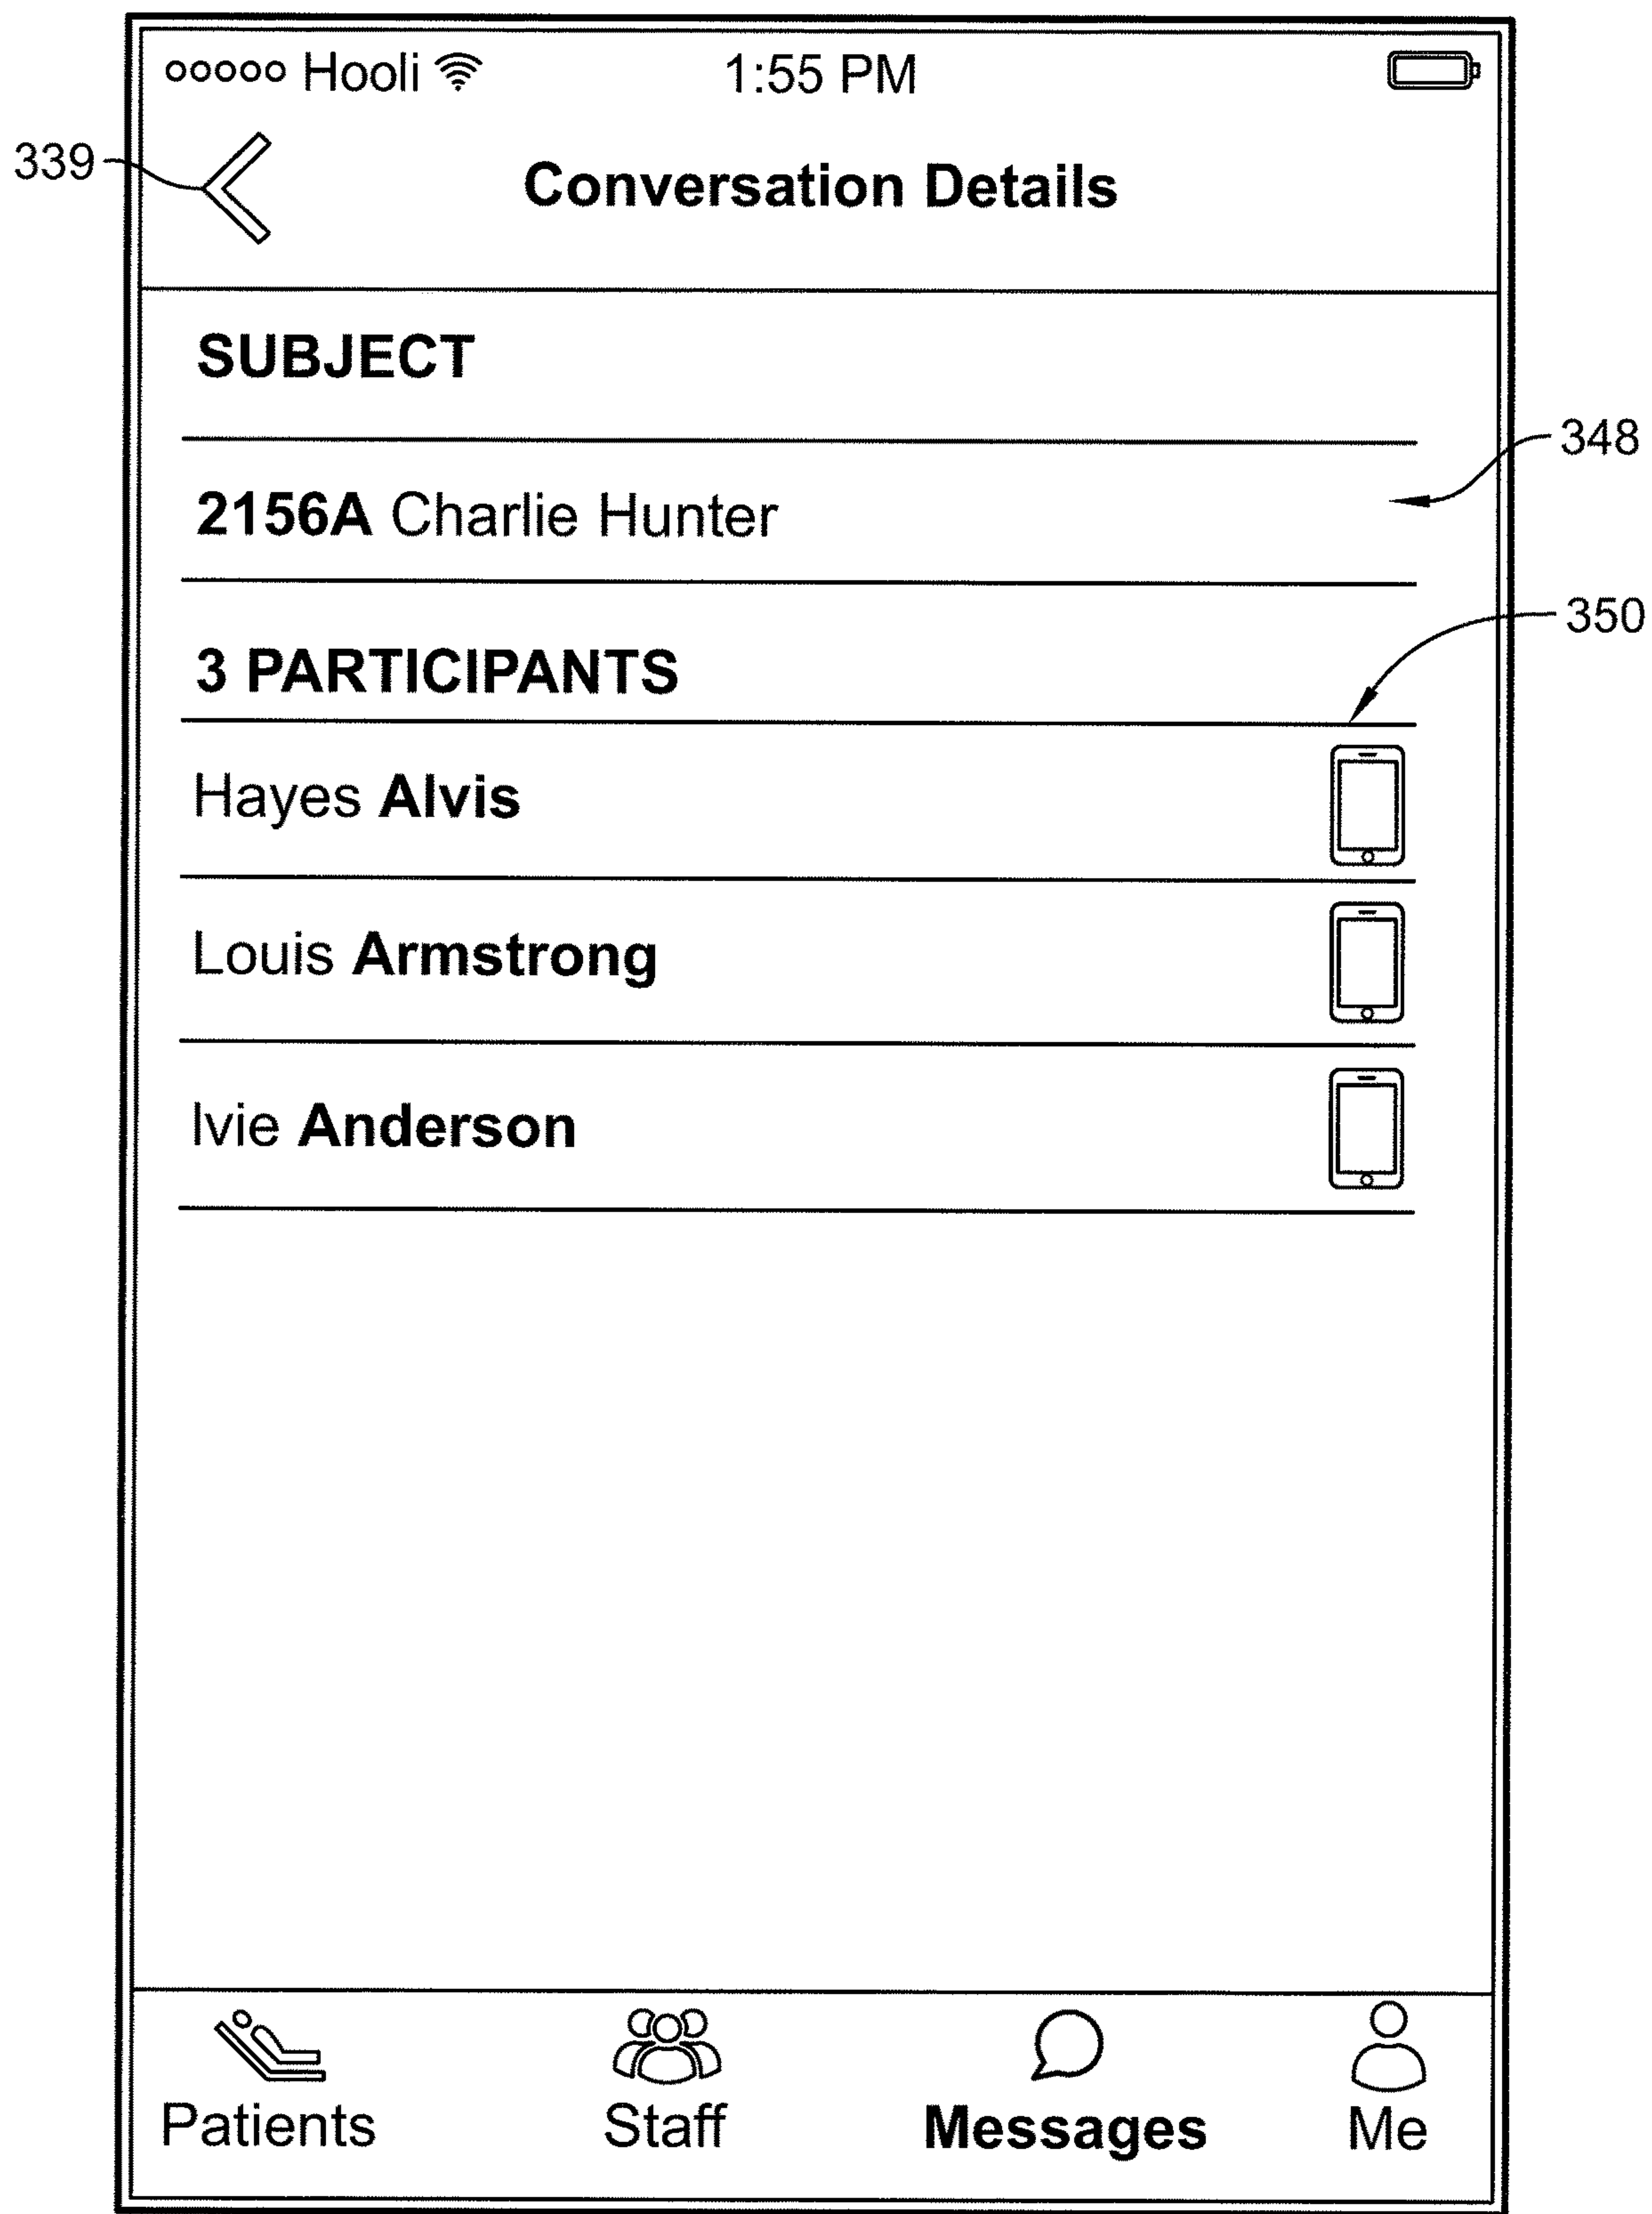 Hooli 1:55 PM
339
Conversation Details
SUBJECT
348
2156A Charlie Hunter
350
3 PARTICIPANTS
Hayes Alvis
Louis Armstrong
Ivie Anderson
Patients Staff Messages Me